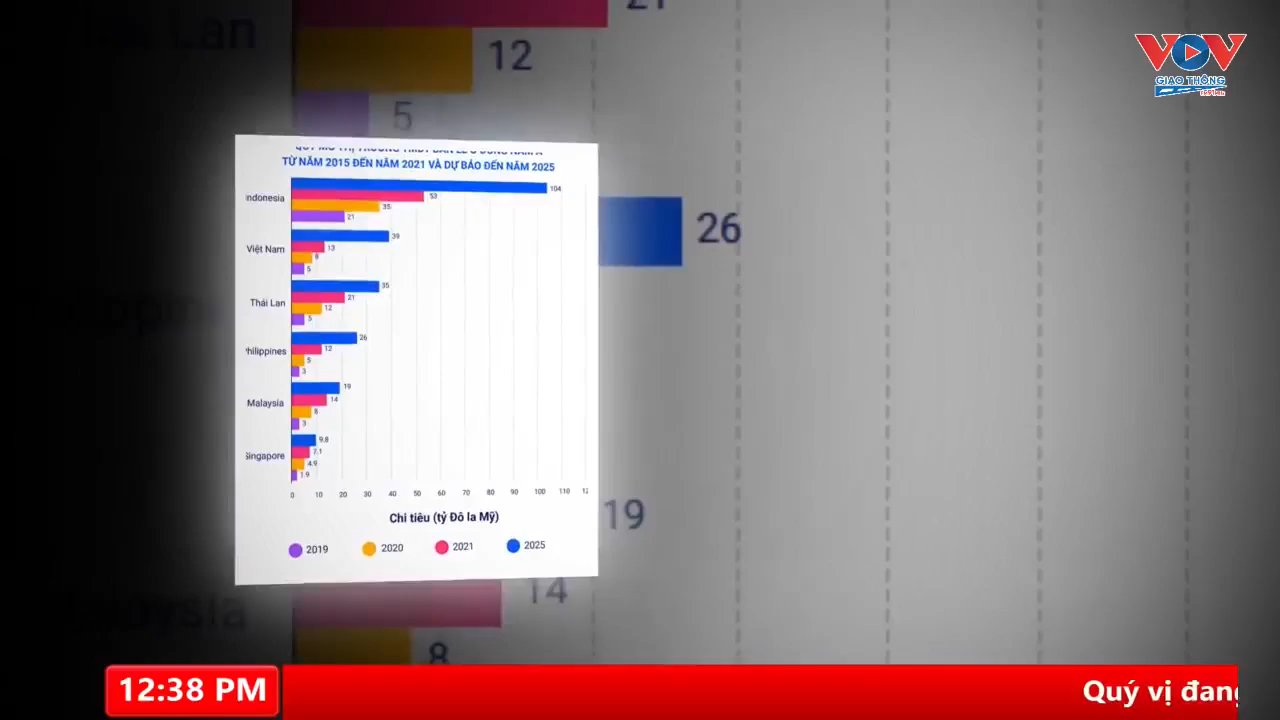 21
12
5
VOV
GIAO THÔNG
TỪ NĂM 2015 ĐẾN NĂM 2021 VÀ DỰ BÁO ĐẾN NĂM 2025
Indonesia
104
53
35
21
Việt Nam
39
13
8
5
Thái Lan
35
21
12
5
Philippines
26
12
5
3
Malaysia
19
14
8
3
Singapore
9.8
7.1
4.9
1.9
0 10 20 30 40 50 60 70 80 90 100 110
Chi tiêu (tỷ Đô la Mỹ)
2019 2020 2021 2025
26
19
14
8
12:38 PM
Quý vị đang